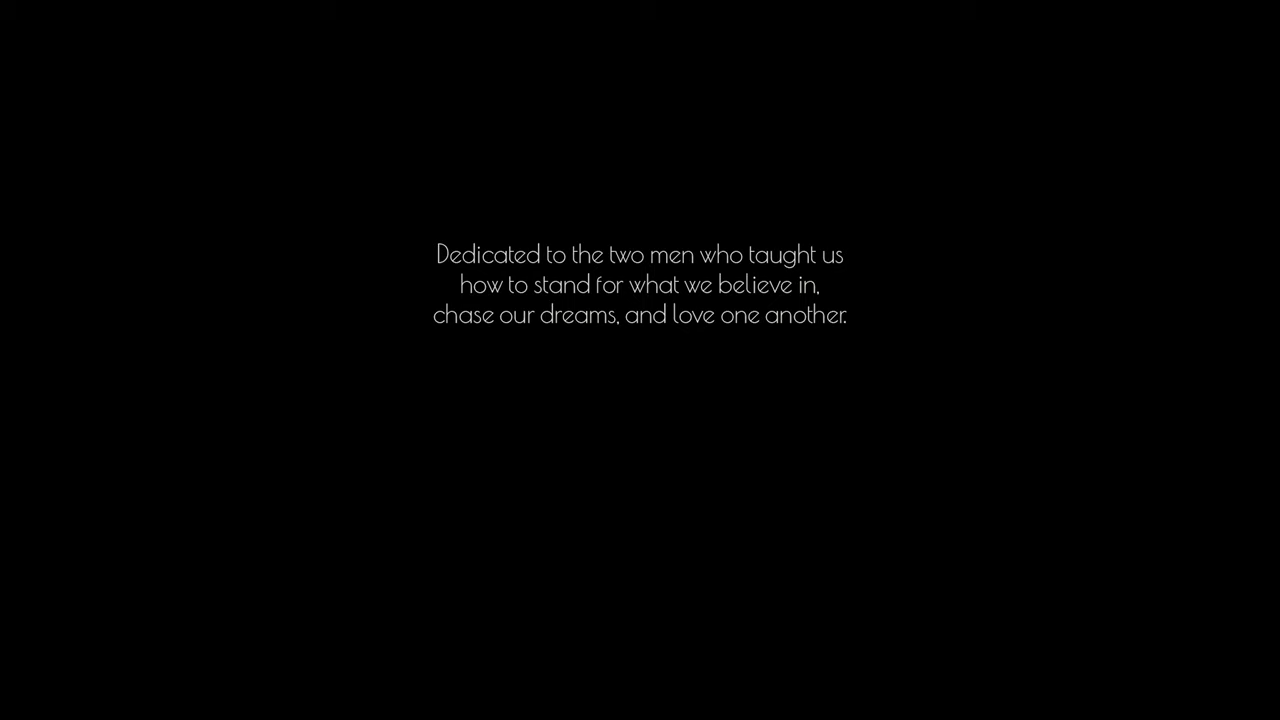 Dedicated to the two men who taught us
how to stand for what we believe in,
chase our dreams, and love one another.